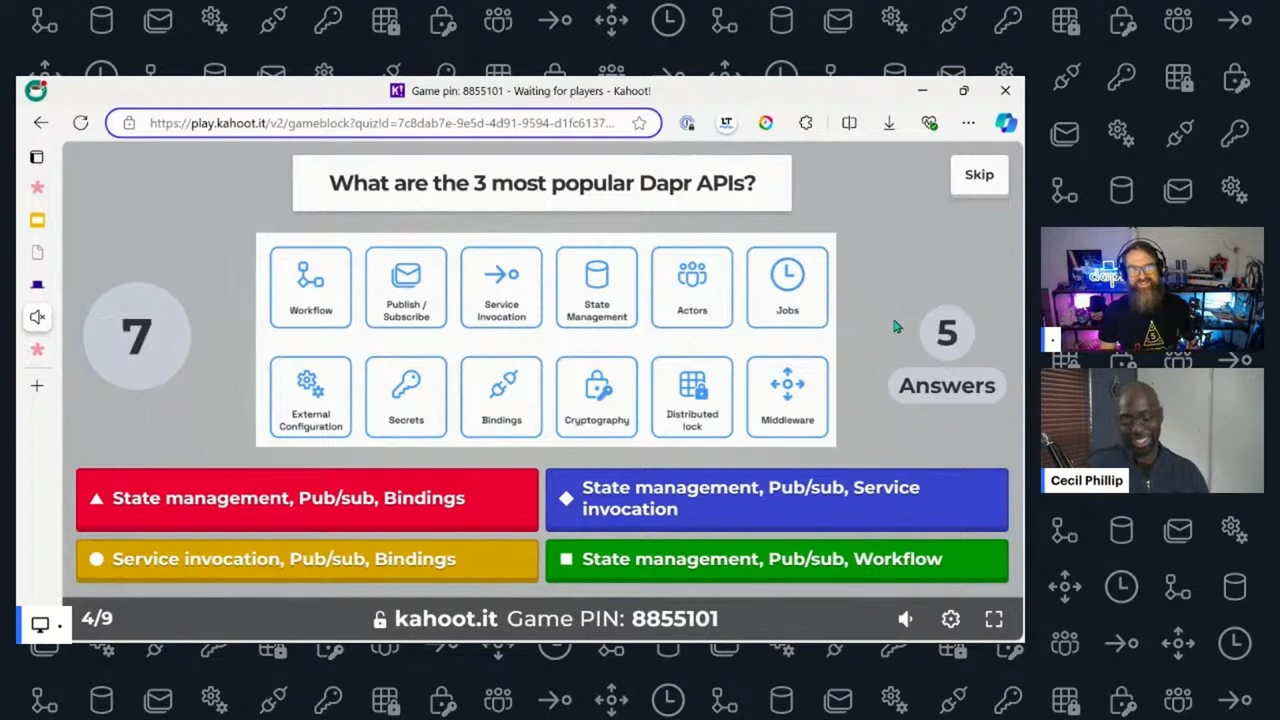 Game pin: 8855101 - Waiting for players - Kahoot!
https://play.kahoot.it/v2/gameblock?quizId=7c8dab7e-9e5d-4d91-9594-d1fc6137...
LT
What are the 3 most popular Dapr APIs?
Skip
Workflow
Publish /
Subscribe
Service
Invocation
State
Management
Actors
Jobs
7
5
Answers
External
Configuration
Secrets
Bindings
Cryptography
Distributed
lock
Middleware
State management, Pub/sub, Bindings
State management, Pub/sub, Service
invocation
Service invocation, Pub/sub, Bindings
State management, Pub/sub, Workflow
4/9
kahoot.it Game PIN: 8855101
dapr
Cecil Phillip